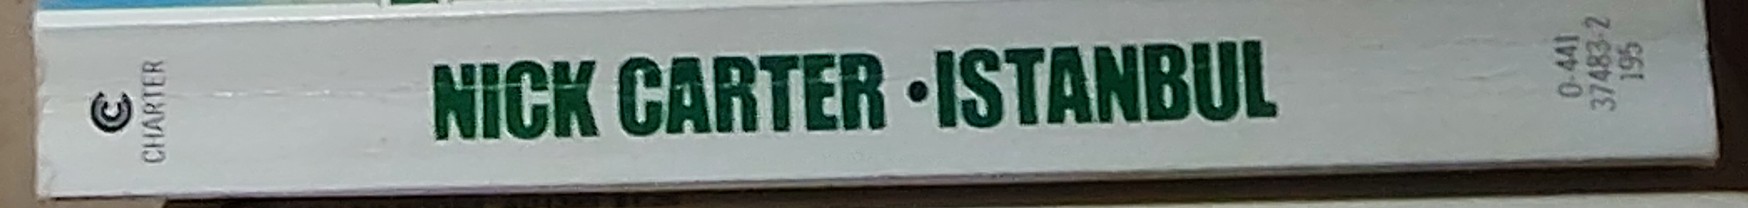 C
CHARTER
NICK CARTER • ISTANBUL
0-441
37483-2
195